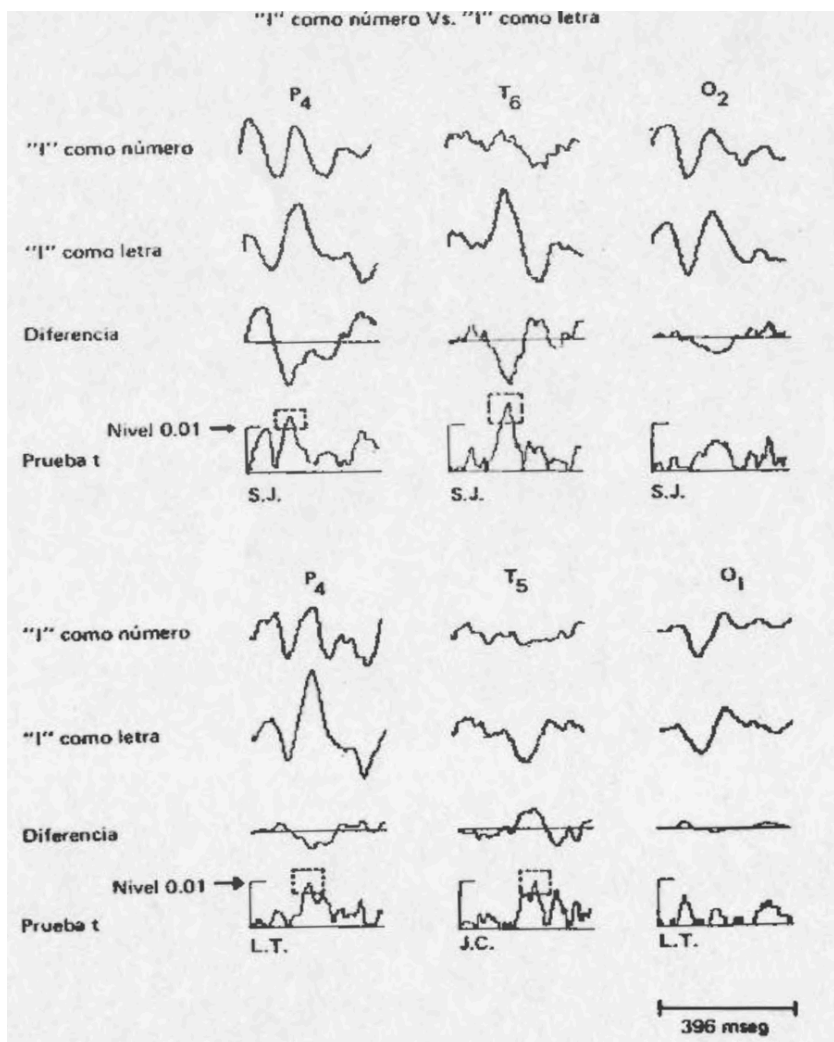 "I" como número Vs. "I" como letra
P4 T6 O2
"I" como número
"I" como letra
Diferencia
Nivel 0.01
Prueba t
S.J. S.J. S.J.
P4 T5 O1
"I" como número
"I" como letra
Diferencia
Nivel 0.01
Prueba t
L.T. J.C. L.T.
396 mseg